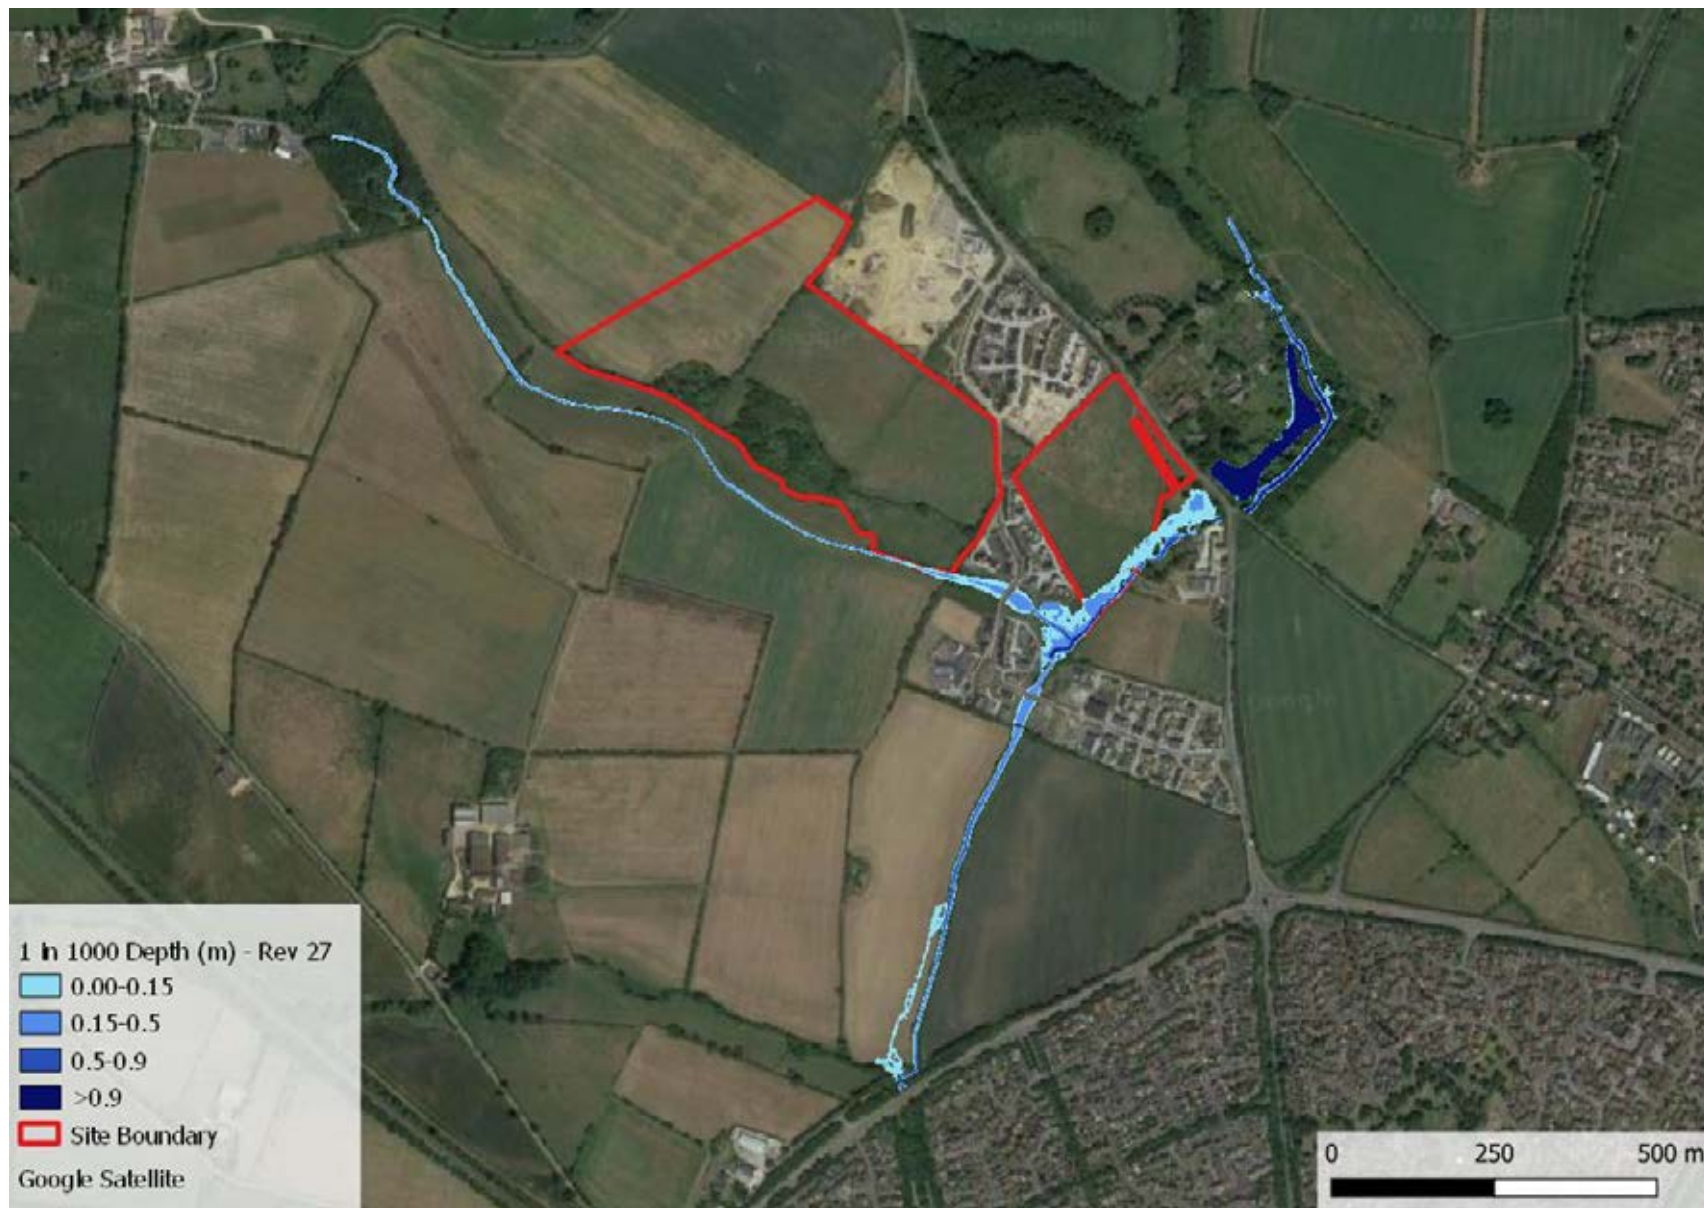 1 in 1000 Depth (m) - Rev 27
0.00-0.15
0.15-0.5
0.5-0.9
>0.9
Site Boundary
Google Satellite
0 250 500 m